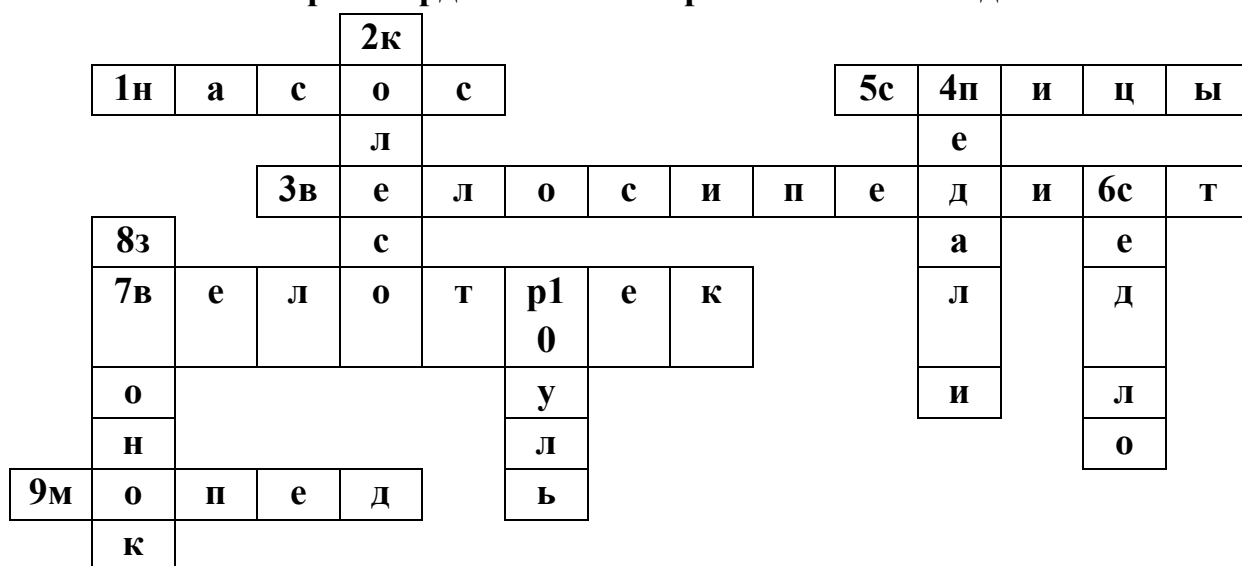 2к
1н а с о с 5с 4п и ц ы
л е
3в е л о с и п е д и 6с т
8з с а е
7в е л о т р1 е к л д
0
о у и л
н л о
9м о п е д ь
к